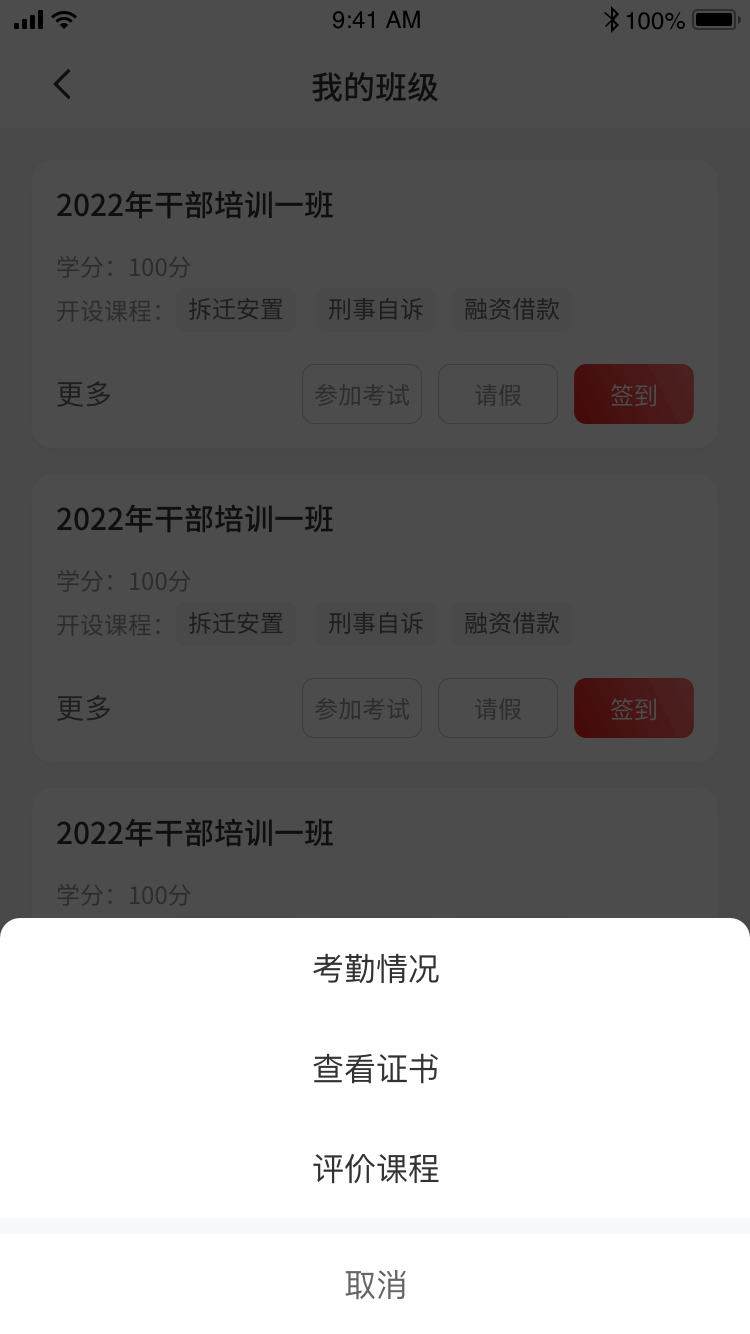 9:41 AM 100%
我的班级
2022年干部培训一班
学分：100分
开设课程： 拆迁安置 刑事自诉 融资借款
更多 参加考试 请假 签到
2022年干部培训一班
学分：100分
开设课程： 拆迁安置 刑事自诉 融资借款
更多 参加考试 请假 签到
2022年干部培训一班
学分：100分
考勤情况
查看证书
评价课程
取消